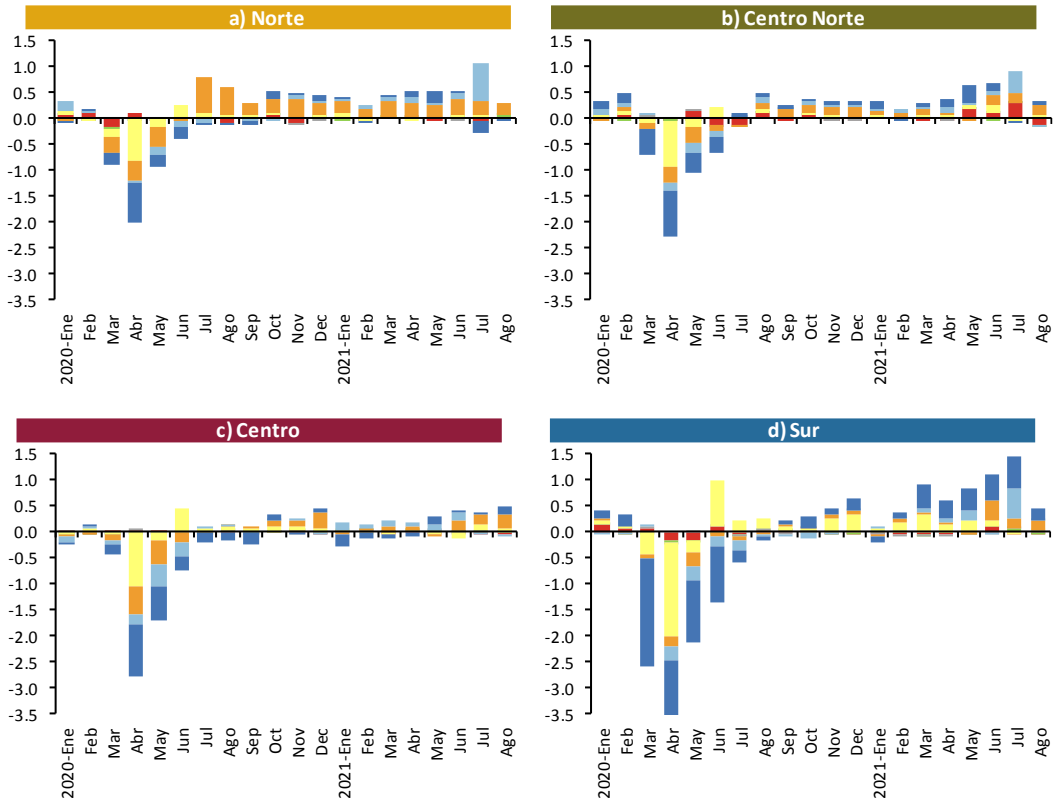 a) Norte
1.5
1.0
0.5
0.0
-0.5
-1.0
-1.5
-2.0
-2.5
-3.0
-3.5
2020-Ene
Feb
Mar
Abr
May
Jun
Jul
Ago
Sep
Oct
Nov
Dec
2021-Ene
Feb
Mar
Abr
May
Jun
Jul
Ago
b) Centro Norte
1.5
1.0
0.5
0.0
-0.5
-1.0
-1.5
-2.0
-2.5
-3.0
-3.5
2020-Ene
Feb
Mar
Abr
May
Jun
Jul
Ago
Sep
Oct
Nov
Dec
2021-Ene
Feb
Mar
Abr
May
Jun
Jul
Ago
c) Centro
1.5
1.0
0.5
0.0
-0.5
-1.0
-1.5
-2.0
-2.5
-3.0
-3.5
2020-Ene
Feb
Mar
Abr
May
Jun
Jul
Ago
Sep
Oct
Nov
Dec
2021-Ene
Feb
Mar
Abr
May
Jun
Jul
Ago
d) Sur
1.5
1.0
0.5
0.0
-0.5
-1.0
-1.5
-2.0
-2.5
-3.0
-3.5
2020-Ene
Feb
Mar
Abr
May
Jun
Jul
Ago
Sep
Oct
Nov
Dec
2021-Ene
Feb
Mar
Abr
May
Jun
Jul
Ago